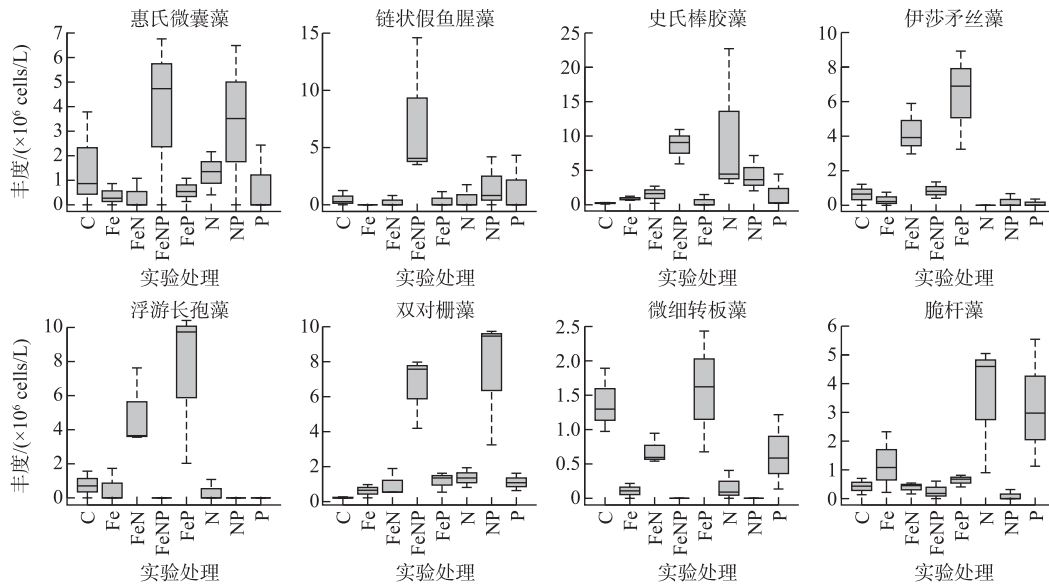 惠氏微囊藻 链状假鱼腥藻 史氏棒胶藻 伊莎矛丝藻
丰度/(×10⁶ cells/L)
7
6
5
4
3
2
1
0
C Fe FeN FeNP FeP N NP P
实验处理
15
10
5
0
C Fe FeN FeNP FeP N NP P
实验处理
25
20
15
10
5
0
C Fe FeN FeNP FeP N NP P
实验处理
10
8
6
4
2
0
C Fe FeN FeNP FeP N NP P
实验处理
浮游长孢藻 双对栅藻 微细转板藻 脆杆藻
丰度/(×10⁶ cells/L)
10
8
6
4
2
0
C Fe FeN FeNP FeP N NP P
实验处理
10
8
6
4
2
0
C Fe FeN FeNP FeP N NP P
实验处理
2.5
2.0
1.5
1.0
0.5
0
C Fe FeN FeNP FeP N NP P
实验处理
6
5
4
3
2
1
0
C Fe FeN FeNP FeP N NP P
实验处理